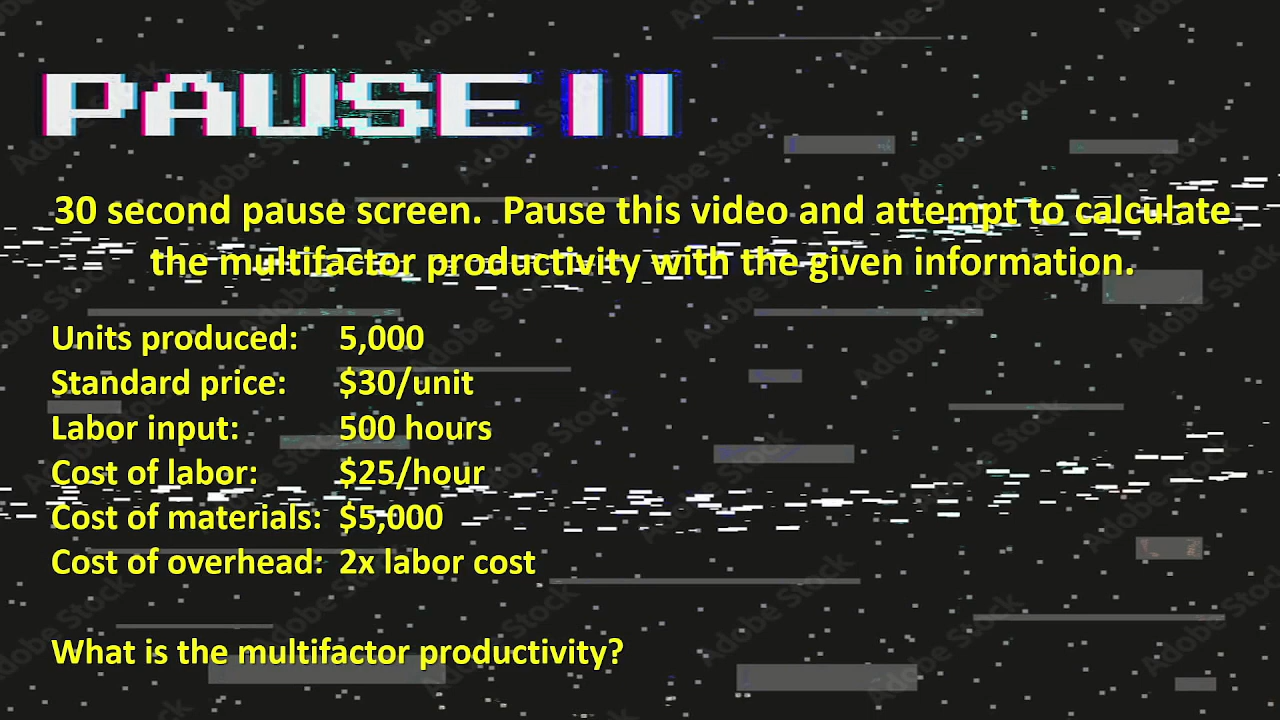 PAUSE
30 second pause screen.  Pause this video and attempt to calculate
the multifactor productivity with the given information.
Units produced: 5,000
Standard price: $30/unit
Labor input: 500 hours
Cost of labor: $25/hour
Cost of materials: $5,000
Cost of overhead: 2x labor cost
What is the multifactor productivity?
Adobe Stock